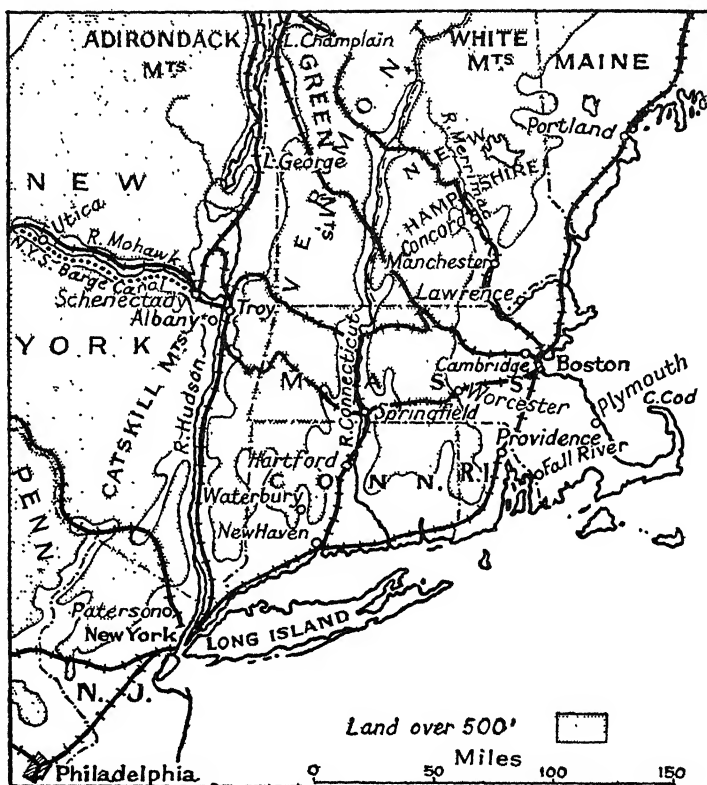 ADIRONDACK
MTS
L. Champlain
GREEN
MTS
WHITE
MTS
MAINE
Portland
L. George
NEW
YORK
VERMON
NEW
HAMPSHIRE
R. Merrimac
Concord
Manchester
Utica
R. Mohawk
N.Y.S. Barge Canal
Schenectady
Albany
Troy
Lawrence
CATSKILL MTS
R. Hudson
R. Connecticut
MASS
Cambridge
Boston
Worcester
Springfield
Plymouth
C. Cod
Providence
Fall River
Hartford
CONN.
R.I.
Waterbury
New Haven
PENN
Paterson
New York
LONG ISLAND
N. J.
Philadelphia
Land over 500'
Miles
0 50 100 150